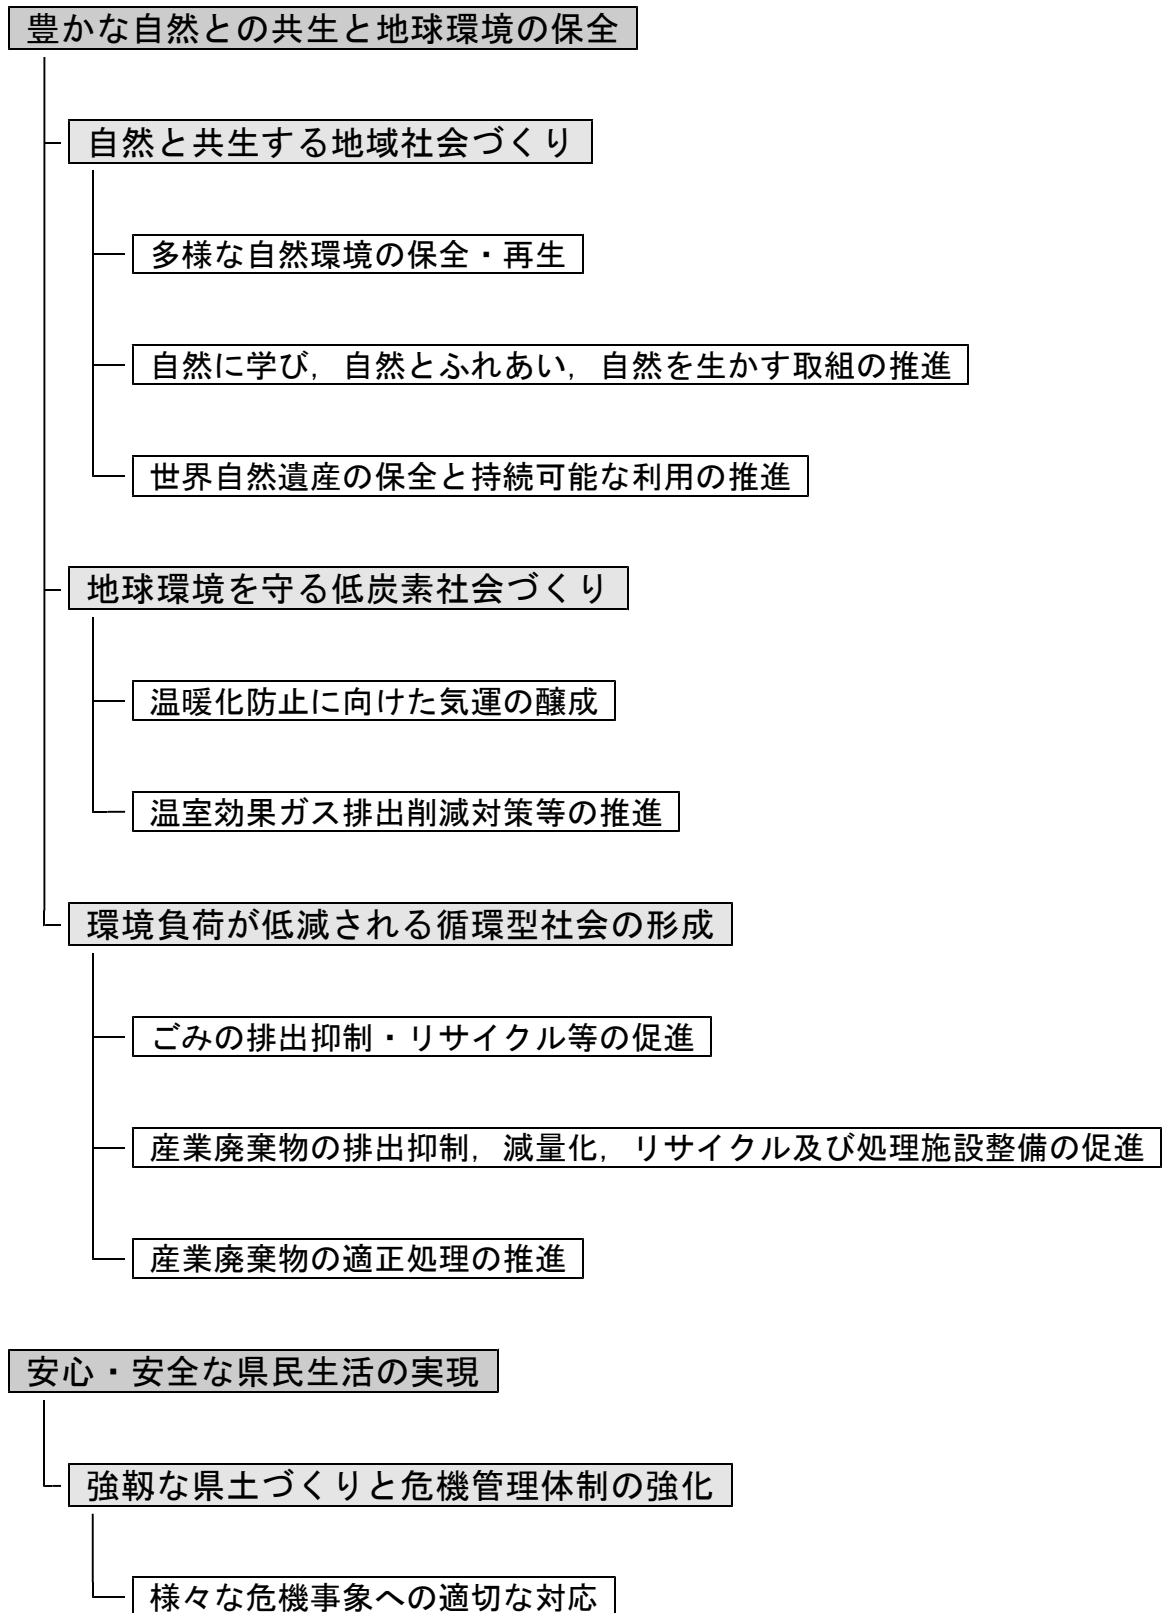 豊かな自然との共生と地球環境の保全
自然と共生する地域社会づくり
多様な自然環境の保全・再生
自然に学び，自然とふれあい，自然を生かす取組の推進
世界自然遺産の保全と持続可能な利用の推進
地球環境を守る低炭素社会づくり
温暖化防止に向けた気運の醸成
温室効果ガス排出削減対策等の推進
環境負荷が低減される循環型社会の形成
ごみの排出抑制・リサイクル等の促進
産業廃棄物の排出抑制，減量化，リサイクル及び処理施設整備の促進
産業廃棄物の適正処理の推進
安心・安全な県民生活の実現
強靱な県土づくりと危機管理体制の強化
様々な危機事象への適切な対応